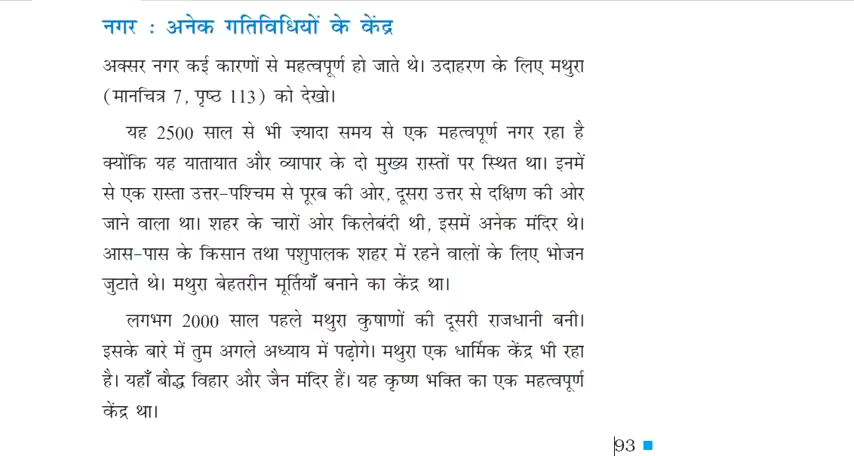 नगर : अनेक गतिविधियों के केंद्र
अक्सर नगर कई कारणों से महत्वपूर्ण हो जाते थे। उदाहरण के लिए मथुरा
(मानचित्र 7, पृष्ठ 113) को देखो।
यह 2500 साल से भी ज़्यादा समय से एक महत्वपूर्ण नगर रहा है
क्योंकि यह यातायात और व्यापार के दो मुख्य रास्तों पर स्थित था। इनमें
से एक रास्ता उत्तर-पश्चिम से पूरब की ओर, दूसरा उत्तर से दक्षिण की ओर
जाने वाला था। शहर के चारों ओर किलेबंदी थी, इसमें अनेक मंदिर थे।
आस-पास के किसान तथा पशुपालक शहर में रहने वालों के लिए भोजन
जुटाते थे। मथुरा बेहतरीन मूर्तियाँ बनाने का केंद्र था।
लगभग 2000 साल पहले मथुरा कुषाणों की दूसरी राजधानी बनी।
इसके बारे में तुम अगले अध्याय में पढ़ोगे। मथुरा एक धार्मिक केंद्र भी रहा
है। यहाँ बौद्ध विहार और जैन मंदिर हैं। यह कृष्ण भक्ति का एक महत्वपूर्ण
केंद्र था।
93